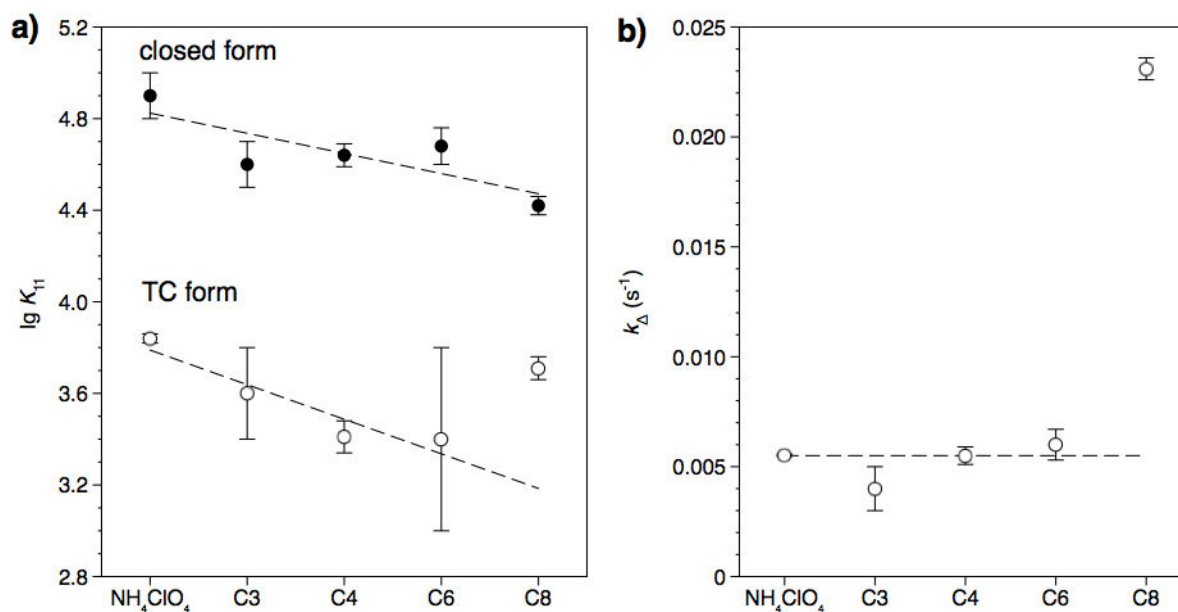 a)
5.2
4.8
4.4
4.0
3.6
3.2
2.8
lg K₁₁
closed form
TC form
NH₄ClO₄ C3 C4 C6 C8
b)
0.025
0.020
0.015
0.010
0.005
0
k_Δ (s⁻¹)
NH₄ClO₄ C3 C4 C6 C8